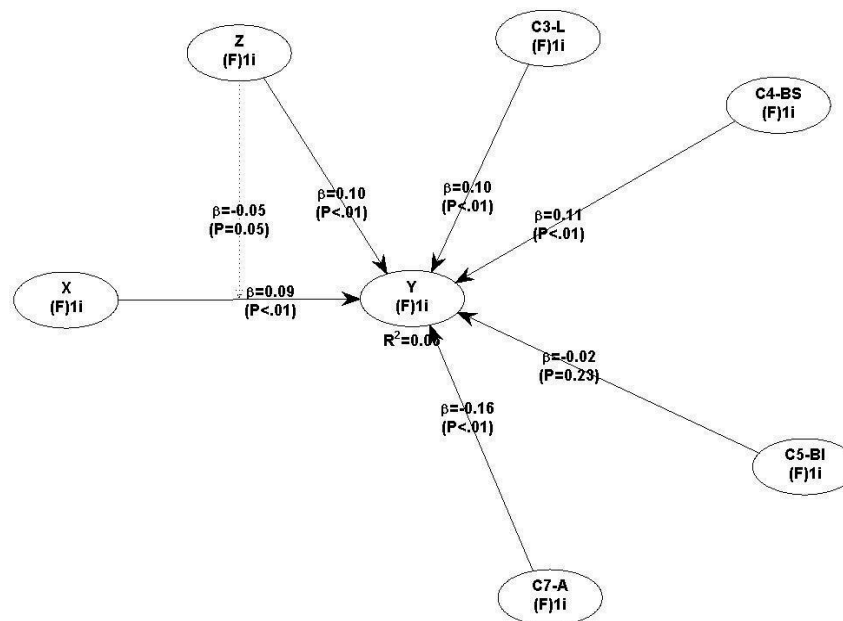 Z
(F)1i
C3-L
(F)1i
C4-BS
(F)1i
β=0.10
(P<.01)
β=0.10
(P<.01)
β=-0.05
(P=0.05)
β=0.11
(P<.01)
X
(F)1i
β=0.09
(P<.01)
Y
(F)1i
β=-0.02
(P=0.23)
β=-0.16
(P<.01)
C5-BI
(F)1i
C7-A
(F)1i